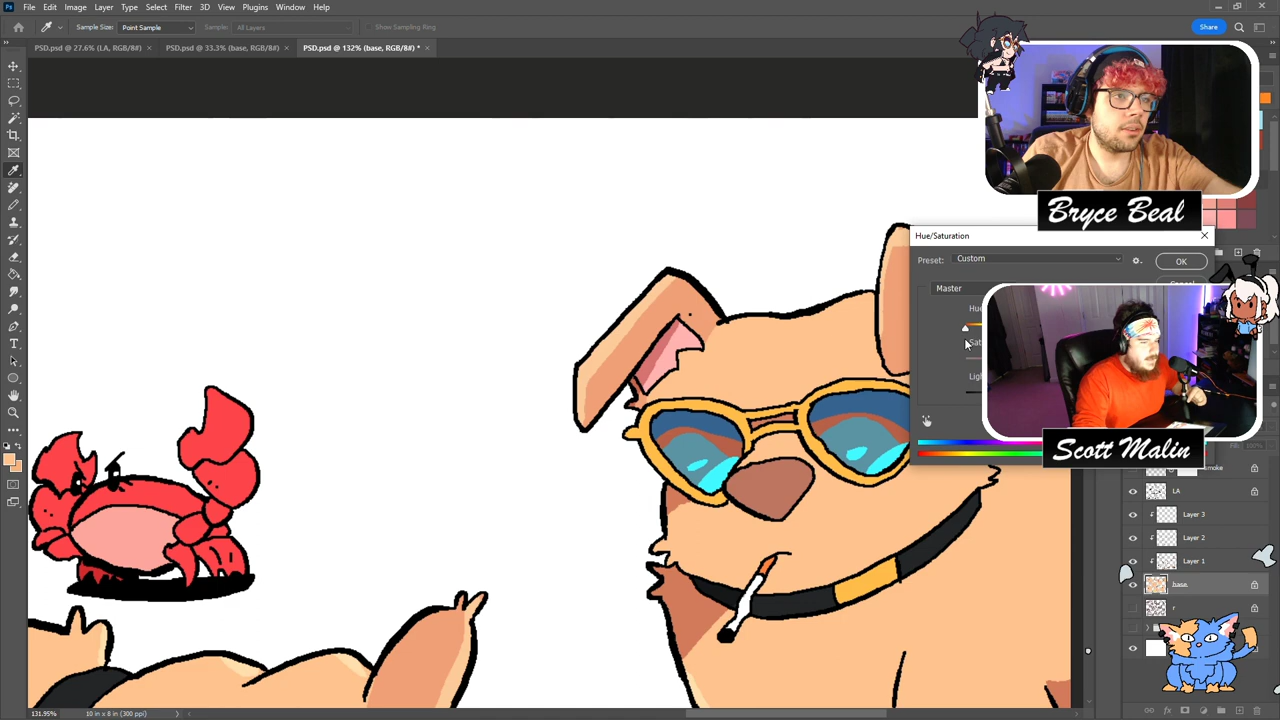 Ps File Edit Image Layer Type Select Filter 3D View Plugins Window Help
Sample Size: Point Sample Sample: All Layers Show Sampling Ring Share
PSD.psd @ 27.6% (LA, RGB/8#) × PSD.psd @ 33.3% (base, RGB/8#) × PSD.psd @ 132% (base, RGB/8#) * ×
Bryce Beal
Hue/Saturation
Preset: Custom OK
Master
Hue
Scott Malin
smoke
LA
Layer 3
Layer 2
Layer 1
base
r
131.95% 10 in x 8 in (300 ppi)